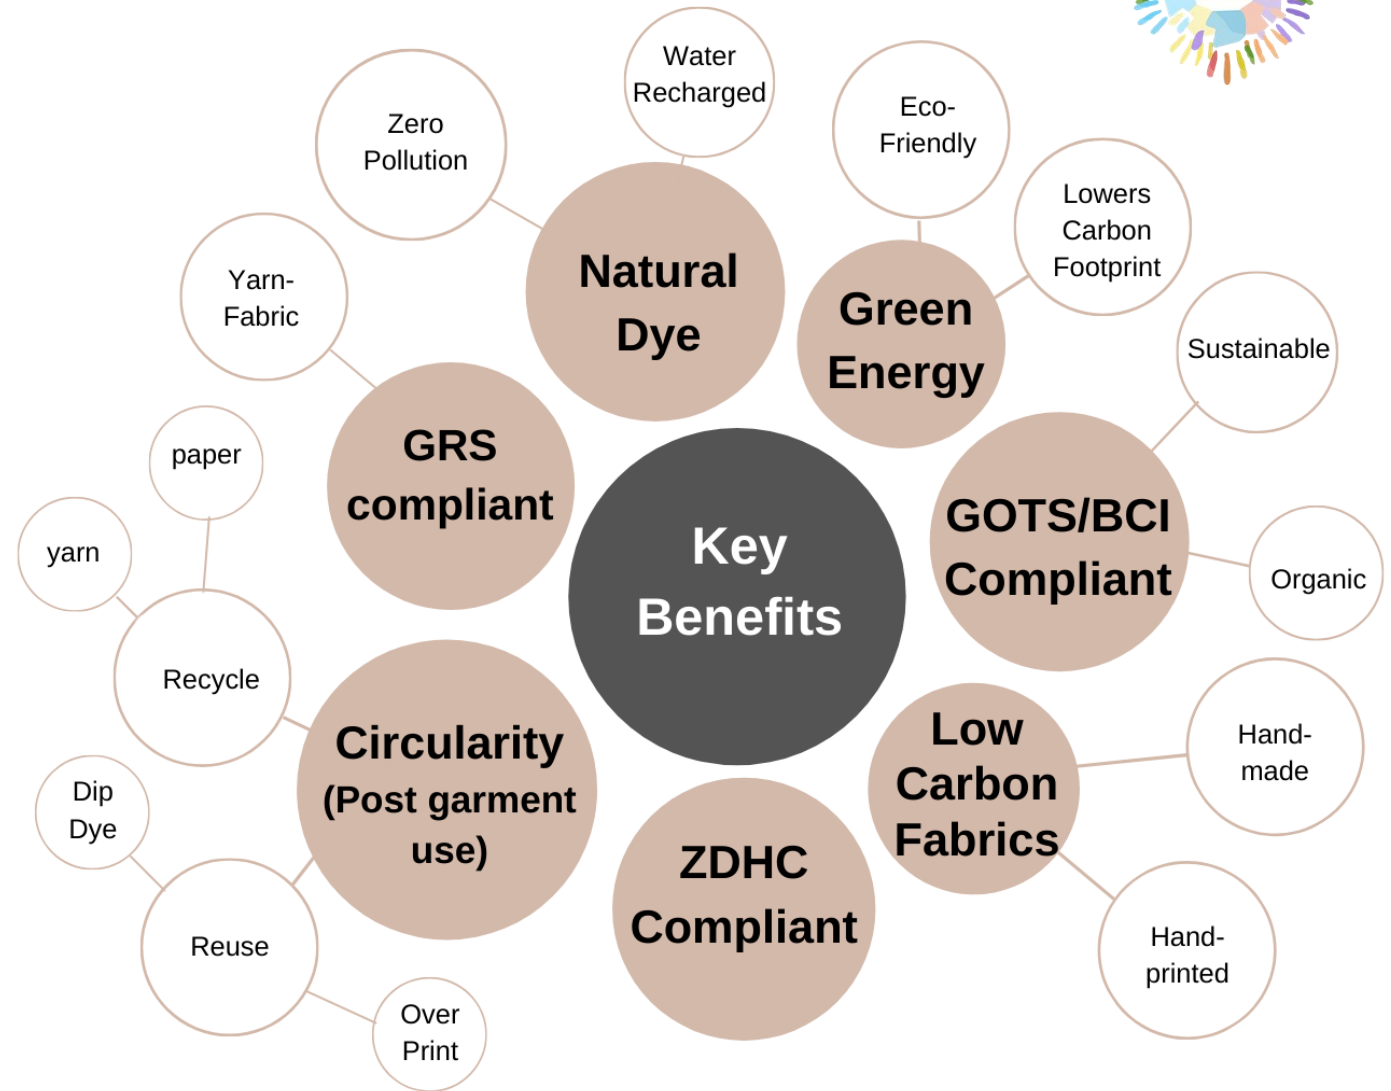 Key
Benefits
Natural
Dye
Zero
Pollution
Water
Recharged
Green
Energy
Eco-
Friendly
Lowers
Carbon
Footprint
GOTS/BCI
Compliant
Sustainable
Organic
Low
Carbon
Fabrics
Hand-
made
Hand-
printed
ZDHC
Compliant
Circularity
(Post garment
use)
Reuse
Over
Print
Dip
Dye
Recycle
yarn
paper
GRS
compliant
Yarn-
Fabric